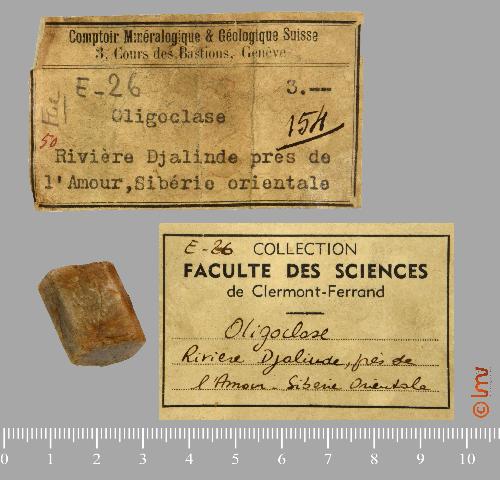 Comptoir Minéralogique & Géologique Suisse
3, Cours des Bastions, Genève
E-26 3.—
Oligoclase
154
50
Rivière Djalinde près de
l'Amour, Sibérie orientale
E-26 COLLECTION
FACULTE DES SCIENCES
de Clermont-Ferrand
Oligoclase
Rivière Djalinde, près de
l'Amour - Sibérie Orientale
© lmv
0 1 2 3 4 5 6 7 8 9 10